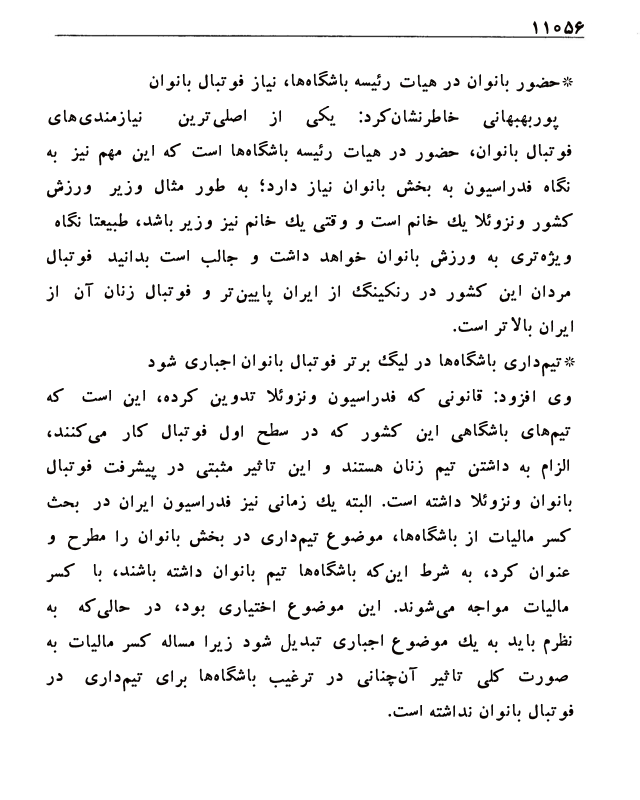 ۱۱۰۵۶
*حضور بانوان در هیات رئیسه باشگاه‌ها، نیاز فوتبال بانوان
پوربهبهانی خاطرنشان‌کرد: یکی از اصلی‌ترین نیازمندی‌های
فوتبال بانوان، حضور در هیات رئیسه باشگاه‌ها است که این مهم نیز به
نگاه فدراسیون به بخش بانوان نیاز دارد؛ به طور مثال وزیر ورزش
کشور ونزوئلا یك خانم است و وقتی یك خانم نیز وزیر باشد، طبیعتا نگاه
ویژه‌تری به ورزش بانوان خواهد داشت و جالب است بدانید فوتبال
مردان این کشور در رنکینگ از ایران پایین‌تر و فوتبال زنان آن از
ایران بالاتر است.
*تیم‌داری باشگاه‌ها در لیگ برتر فوتبال بانوان اجباری شود
وی افزود: قانونی که فدراسیون ونزوئلا تدوین کرده، این است که
تیم‌های باشگاهی این کشور که در سطح اول فوتبال کار می‌کنند،
الزام به داشتن تیم زنان هستند و این تاثیر مثبتی در پیشرفت فوتبال
بانوان ونزوئلا داشته است. البته یك زمانی نیز فدراسیون ایران در بحث
کسر مالیات از باشگاه‌ها، موضوع تیم‌داری در بخش بانوان را مطرح و
عنوان کرد، به شرط این‌که باشگاه‌ها تیم بانوان داشته باشند، با کسر
مالیات مواجه می‌شوند. این موضوع اختیاری بود، در حالی‌که به
نظرم باید به یك موضوع اجباری تبدیل شود زیرا مساله کسر مالیات به
صورت کلی تاثیر آن‌چنانی در ترغیب باشگاه‌ها برای تیم‌داری در
فوتبال بانوان نداشته است.